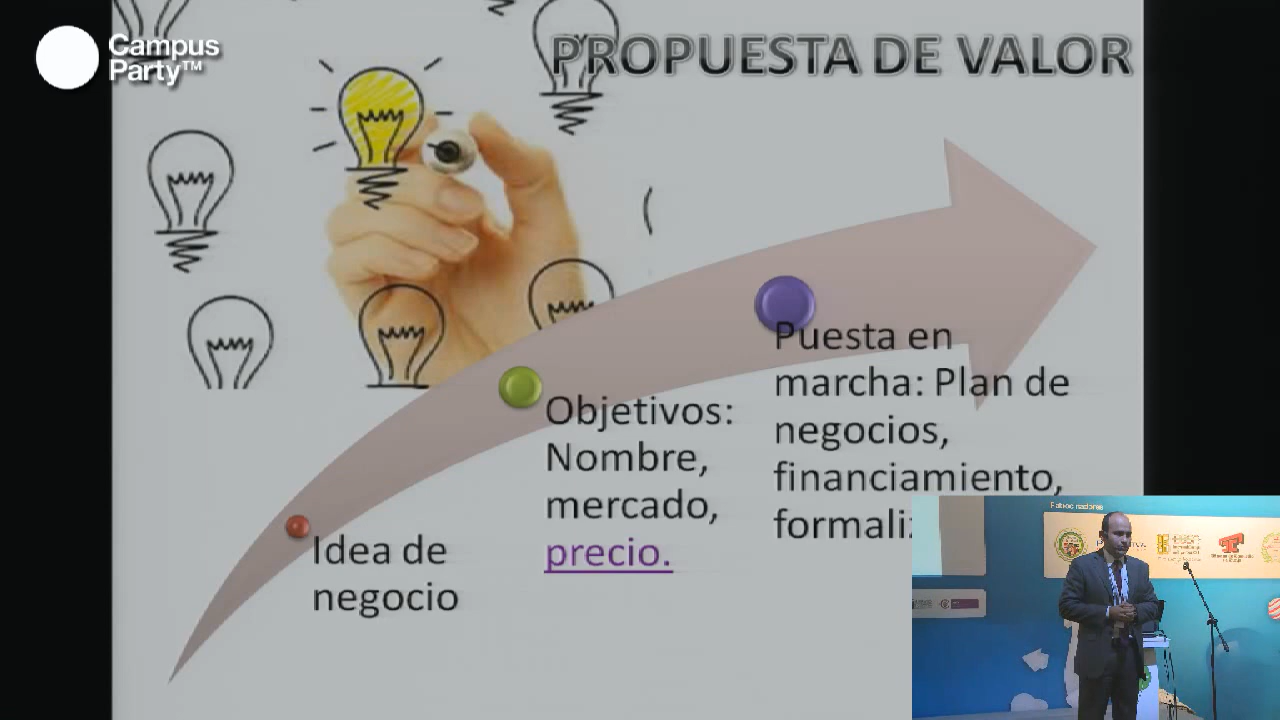 Campus
Party™
PROPUESTA DE VALOR
Puesta en
marcha: Plan de
negocios,
financiamiento,
Objetivos:
Nombre,
mercado,
precio.
Idea de
negocio